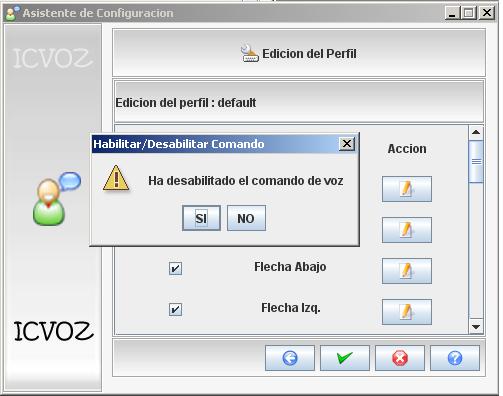 Asistente de Configuracion
ICVOZ
Edicion del Perfil
Edicion del perfil : default
Habilitar/Desabilitar Comando
Accion
Ha desabilitado el comando de voz
SI
NO
Flecha Abajo
Flecha Izq.
ICVOZ